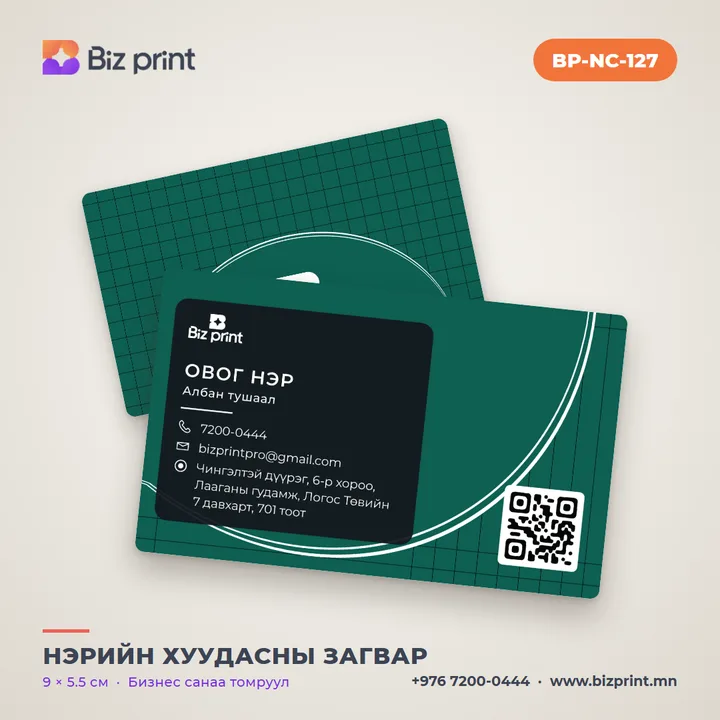 Biz print
BP-NC-127
Biz print
ОВОГ НЭР
Албан тушаал
7200-0444
bizprintpro@gmail.com
Чингэлтэй дүүрэг, 6-р хороо,
Лааганы гудамж, Логос Төвийн
7 давхарт, 701 тоот
НЭРИЙН ХУУДАСНЫ ЗАГВАР
9 × 5.5 см · Бизнес санаа томруул
+976 7200-0444 · www.bizprint.mn